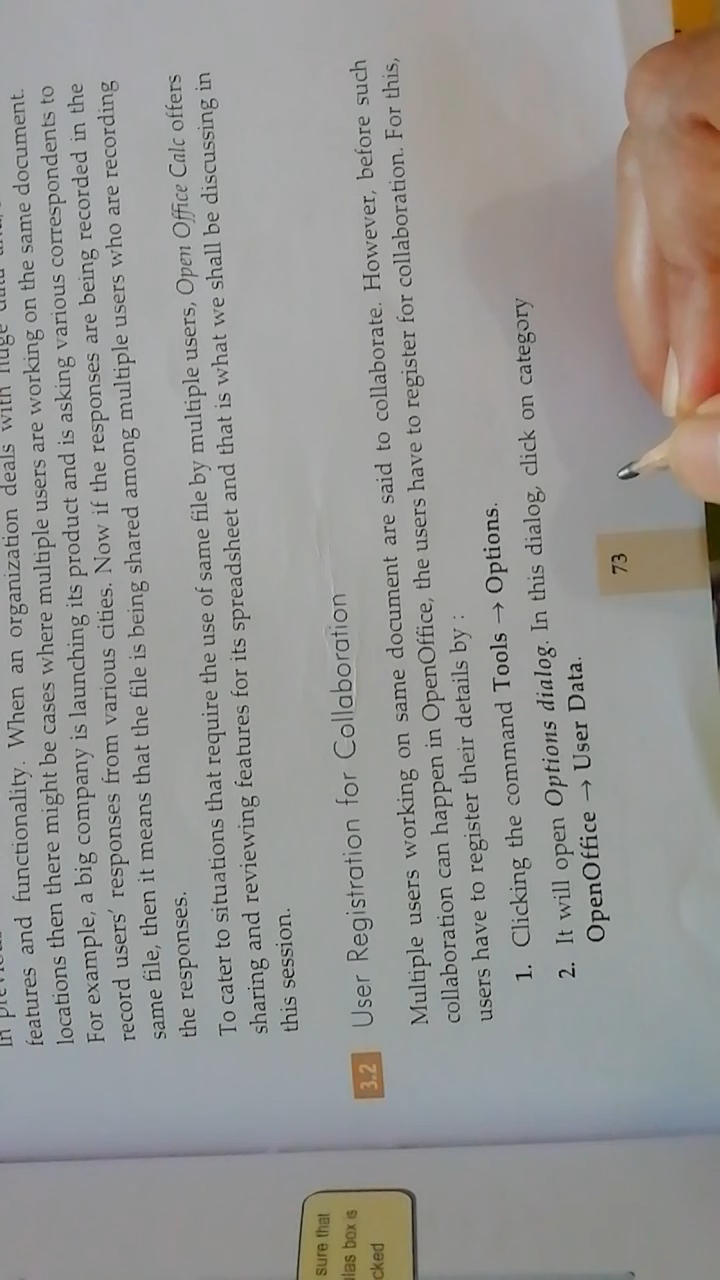 features and functionality. When an organization deals with huge
locations then there might be cases where multiple users are working on the same document.
For example, a big company is launching its product and is asking various correspondents to
record users' responses from various cities. Now if the responses are being recorded in the
same file, then it means that the file is being shared among multiple users who are recording
the responses.
To cater to situations that require the use of same file by multiple users, Open Office Calc offers
sharing and reviewing features for its spreadsheet and that is what we shall be discussing in
this session.
3.2 User Registration for Collaboration
Multiple users working on same document are said to collaborate. However, before such
collaboration can happen in OpenOffice, the users have to register for collaboration. For this,
users have to register their details by :
1. Clicking the command Tools → Options.
2. It will open Options dialog. In this dialog, click on category
OpenOffice → User Data.
73
sure that
box is
cked